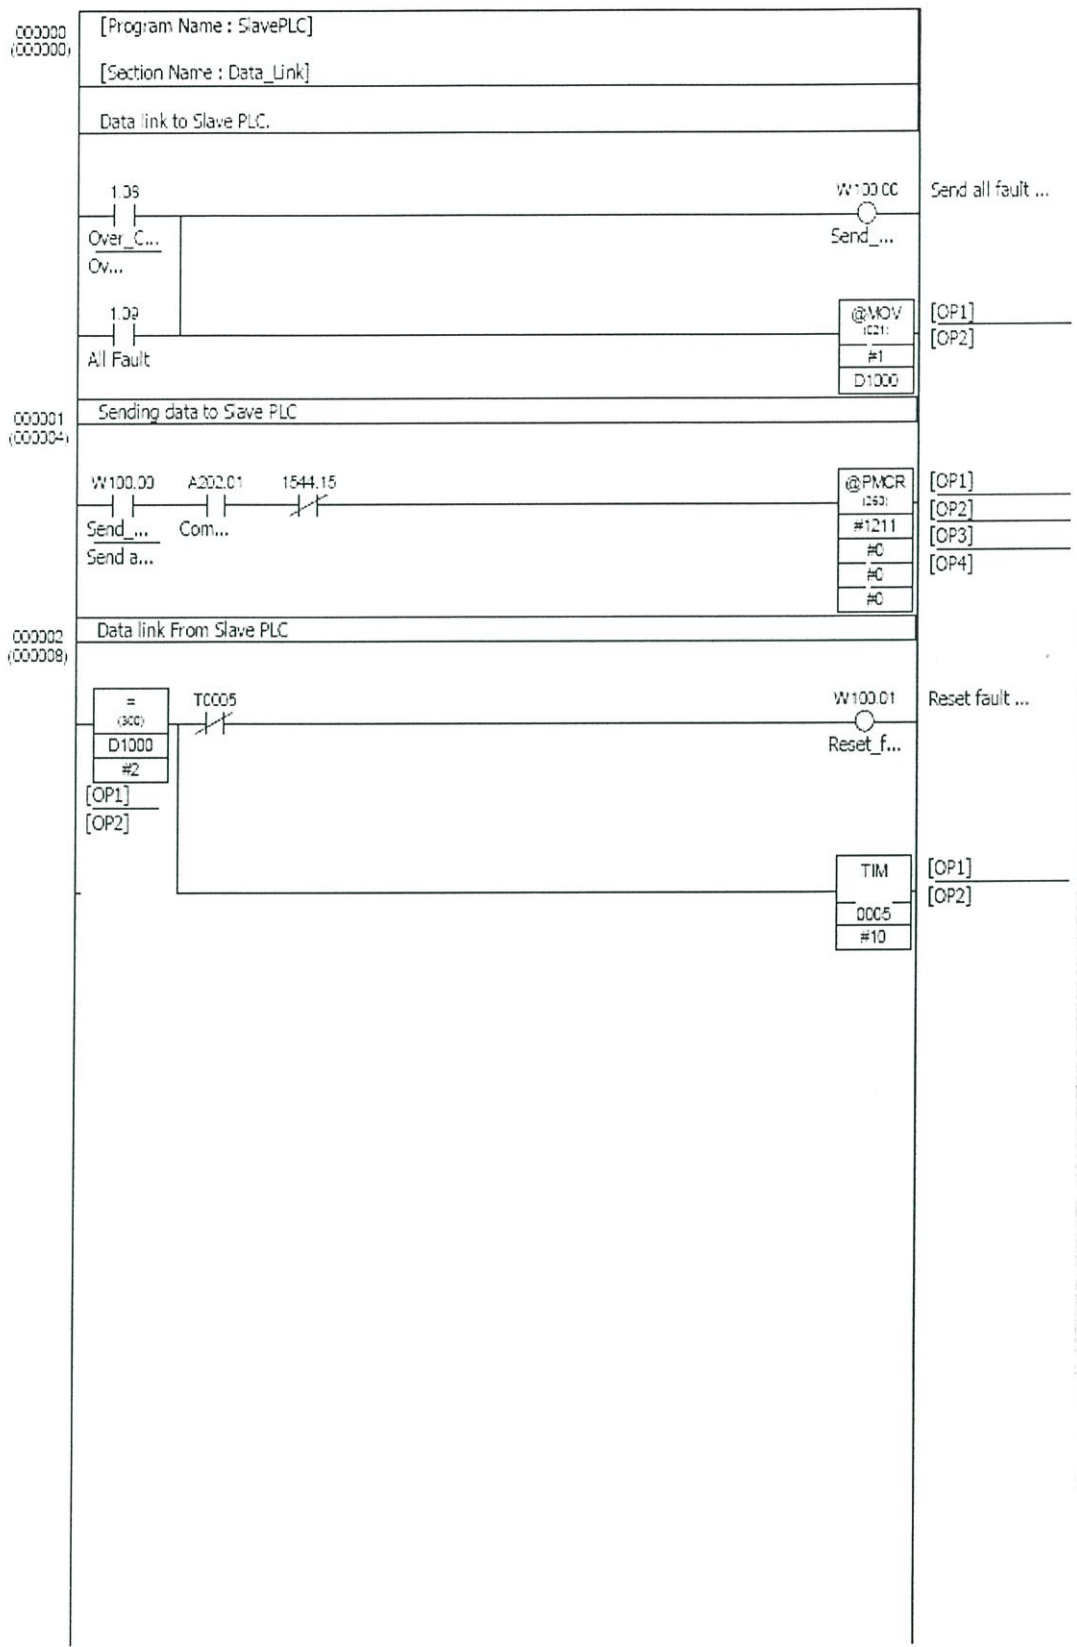 000000
(000000)
[Program Name : SlavePLC]
[Section Name : Data_Link]
Data link to Slave PLC.
1.08
Over_C...
Ov...
W100.00
Send_...
Send all fault ...
1.09
All Fault
@MOV
(021)
#1
D1000
[OP1]
[OP2]
000001
(000004)
Sending data to Slave PLC
W100.00
Send_...
Send a...
A202.01
Com...
1544.15
@PMCR
(260)
#1211
#0
#0
#0
[OP1]
[OP2]
[OP3]
[OP4]
000002
(000008)
Data link From Slave PLC
=
(300)
D1000
#2
[OP1]
[OP2]
T0005
W100.01
Reset_f...
Reset fault ...
TIM
0005
#10
[OP1]
[OP2]